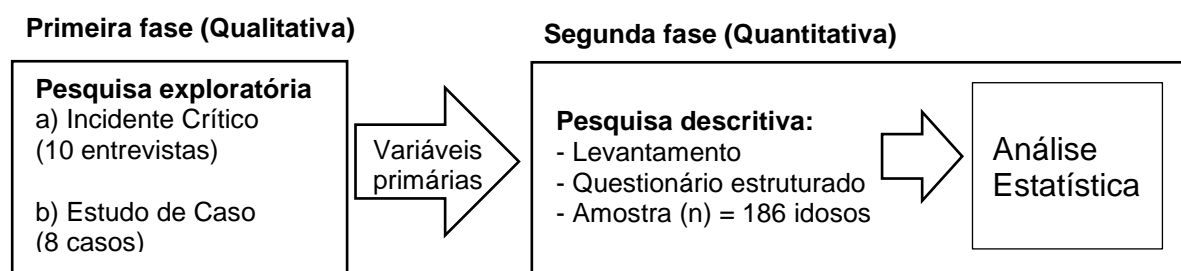 Primeira fase (Qualitativa)
Pesquisa exploratória
a) Incidente Crítico
(10 entrevistas)
b) Estudo de Caso
(8 casos)
Variáveis
primárias
Segunda fase (Quantitativa)
Pesquisa descritiva:
- Levantamento
- Questionário estruturado
- Amostra (n) = 186 idosos
Análise
Estatística